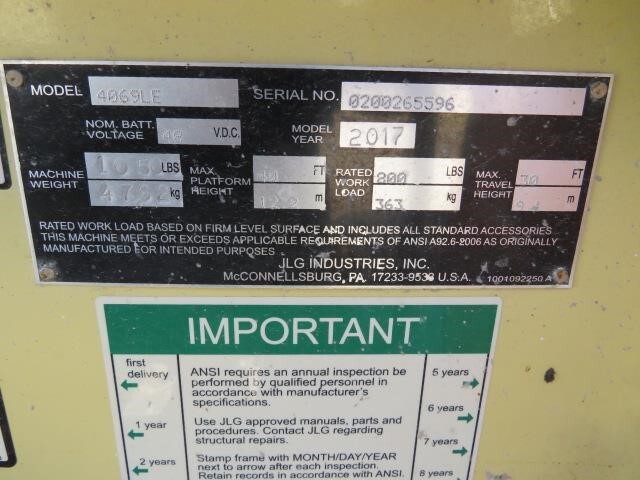 MODEL 4069LE SERIAL NO. 0200265596
NOM. BATT. VOLTAGE 48 V.D.C. MODEL YEAR 2017
MACHINE WEIGHT LBS kg MAX. PLATFORM HEIGHT 40 FT 12.2 m RATED WORK LOAD 800 LBS 363 kg MAX. TRAVEL HEIGHT 30 FT m
RATED WORK LOAD BASED ON FIRM LEVEL SURFACE AND INCLUDES ALL STANDARD ACCESSORIES
THIS MACHINE MEETS OR EXCEEDS APPLICABLE REQUIREMENTS OF ANSI A92.6-2006 AS ORIGINALLY
MANUFACTURED FOR INTENDED PURPOSES
JLG INDUSTRIES, INC.
McCONNELLSBURG, PA. 17233-9533 U.S.A. 1001092250 A
IMPORTANT
first delivery
1 year
2 years
ANSI requires an annual inspection be
performed by qualified personnel in
accordance with manufacturer's
specifications.
Use JLG approved manuals, parts and
procedures. Contact JLG regarding
structural repairs.
Stamp frame with MONTH/DAY/YEAR
next to arrow after each inspection.
Retain records in accordance with ANSI.
5 years
6 years
7 years
8 years